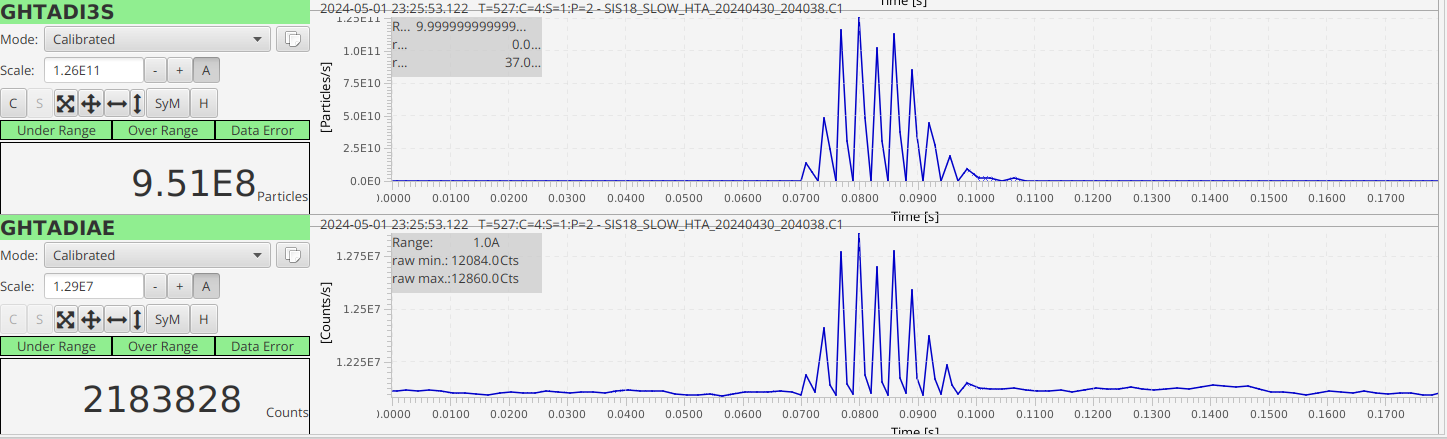 GHTADI3S
Mode: Calibrated
Scale: 1.26E11 - + A
C S SyM H
Under Range Over Range Data Error
9.51E8 Particles
Time [s]
2024-05-01 23:25:53.122 T=527:C=4:S=1:P=2 - SIS18_SLOW_HTA_20240430_204038.C1
R... 9.999999999999...
r... 0.0...
r... 37.0...
[Particles/s]
1.25E11
1.0E11
7.5E10
5.0E10
2.5E10
0.0E0
0.0000 0.0100 0.0200 0.0300 0.0400 0.0500 0.0600 0.0700 0.0800 0.0900 0.1000 0.1100 0.1200 0.1300 0.1400 0.1500 0.1600 0.1700
Time [s]
GHTADIAE
Mode: Calibrated
Scale: 1.29E7 - + A
C S SyM H
Under Range Over Range Data Error
2183828 Counts
2024-05-01 23:25:53.122 T=527:C=4:S=1:P=2 - SIS18_SLOW_HTA_20240430_204038.C1
Range: 1.0A
raw min.: 12084.0Cts
raw max.:12860.0Cts
[Counts/s]
1.275E7
1.25E7
1.225E7
0.0000 0.0100 0.0200 0.0300 0.0400 0.0500 0.0600 0.0700 0.0800 0.0900 0.1000 0.1100 0.1200 0.1300 0.1400 0.1500 0.1600 0.1700
Time [s]